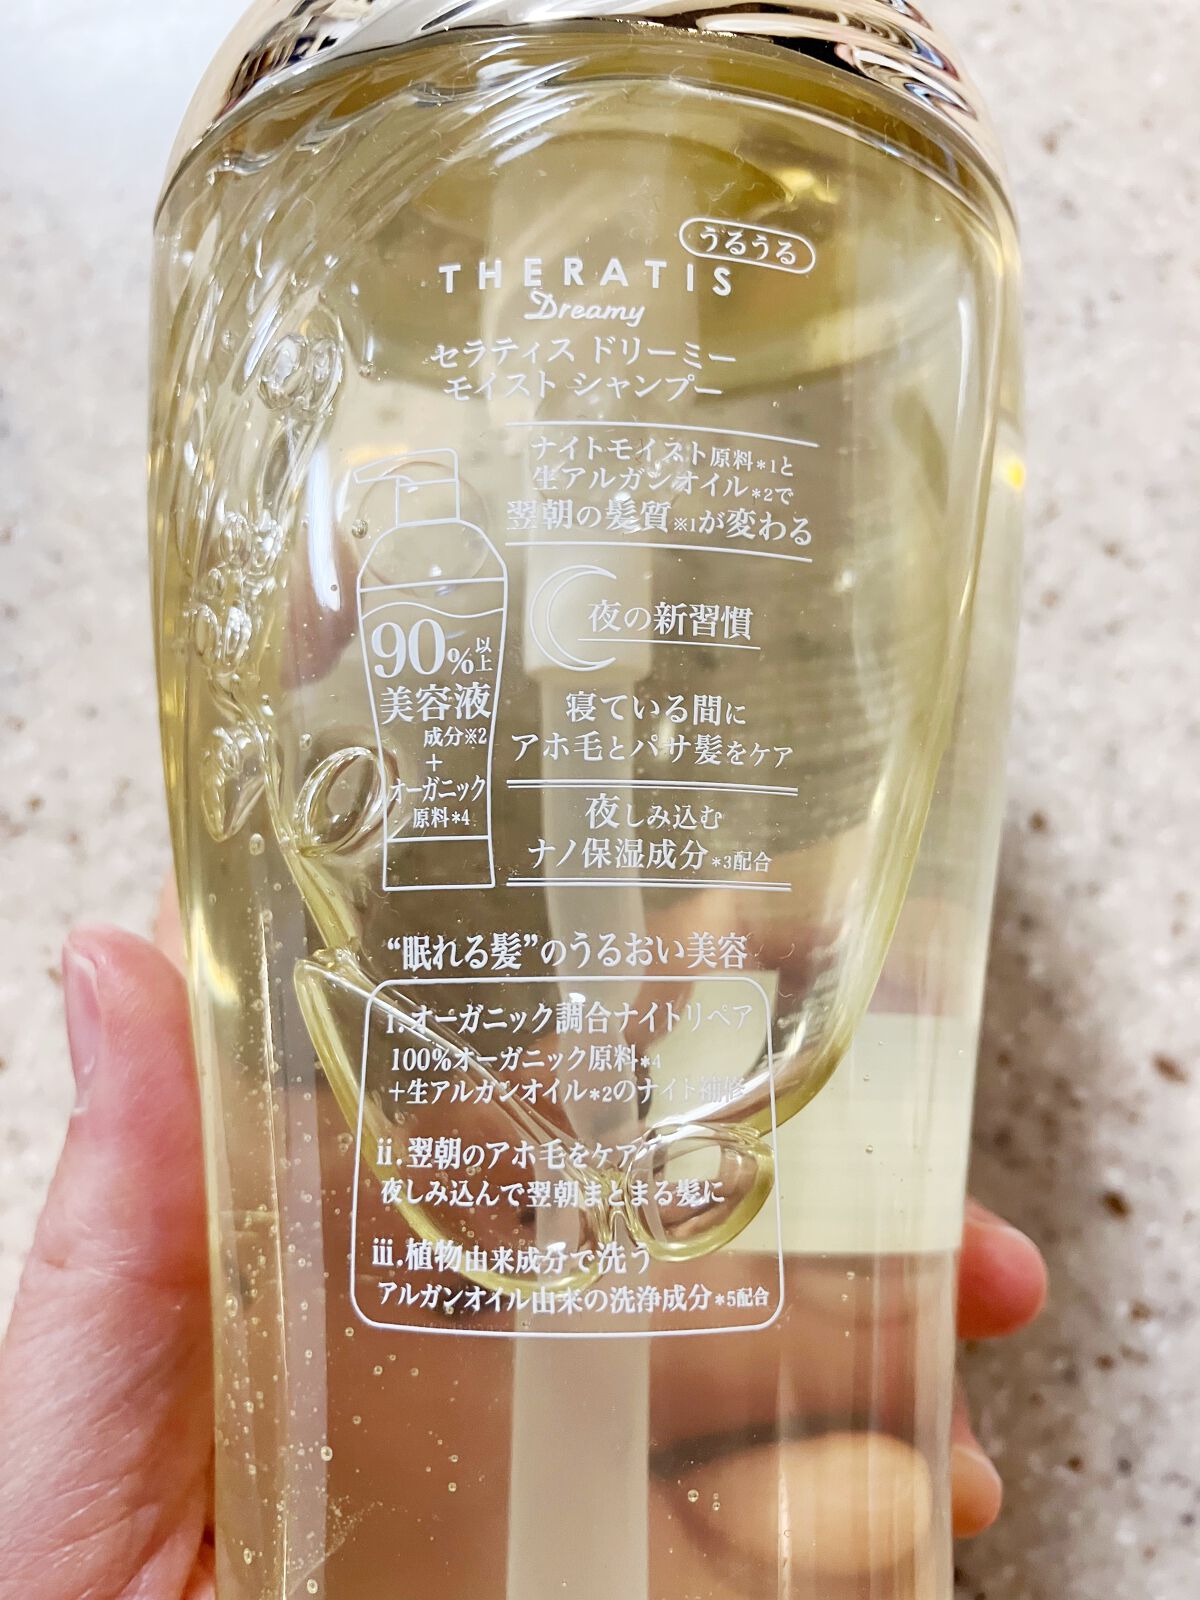 うるうる
THERATIS
Dreamy
セラティス ドリーミー
モイスト シャンプー
ナイトモイスト原料*1と
生アルガンオイル*2で
翌朝の髪質※1が変わる
夜の新習慣
90%以上
美容液
成分※2
+
オーガニック
原料*4
寝ている間に
アホ毛とパサ髪をケア
夜しみ込む
ナノ保湿成分*3配合
“眠れる髪”のうるおい美容
i.オーガニック調合ナイトリペア
100%オーガニック原料*4
+生アルガンオイル*2のナイト補修
ii.翌朝のアホ毛をケア
夜しみ込んで翌朝まとまる髪に
iii.植物由来成分で洗う
アルガンオイル由来の洗浄成分*5配合